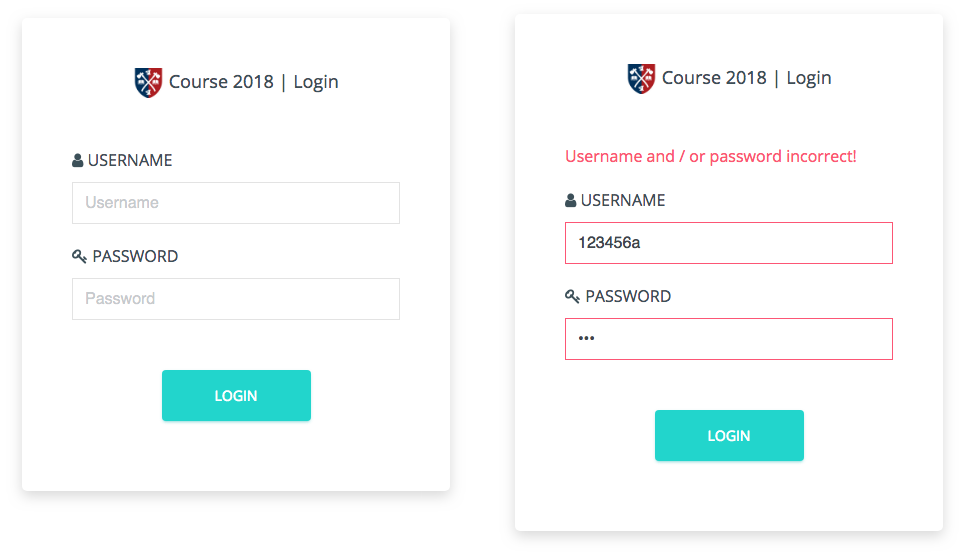 Course 2018 | Login
USERNAME
Username
PASSWORD
Password
LOGIN
Course 2018 | Login
Username and / or password incorrect!
USERNAME
123456a
PASSWORD
•••
LOGIN